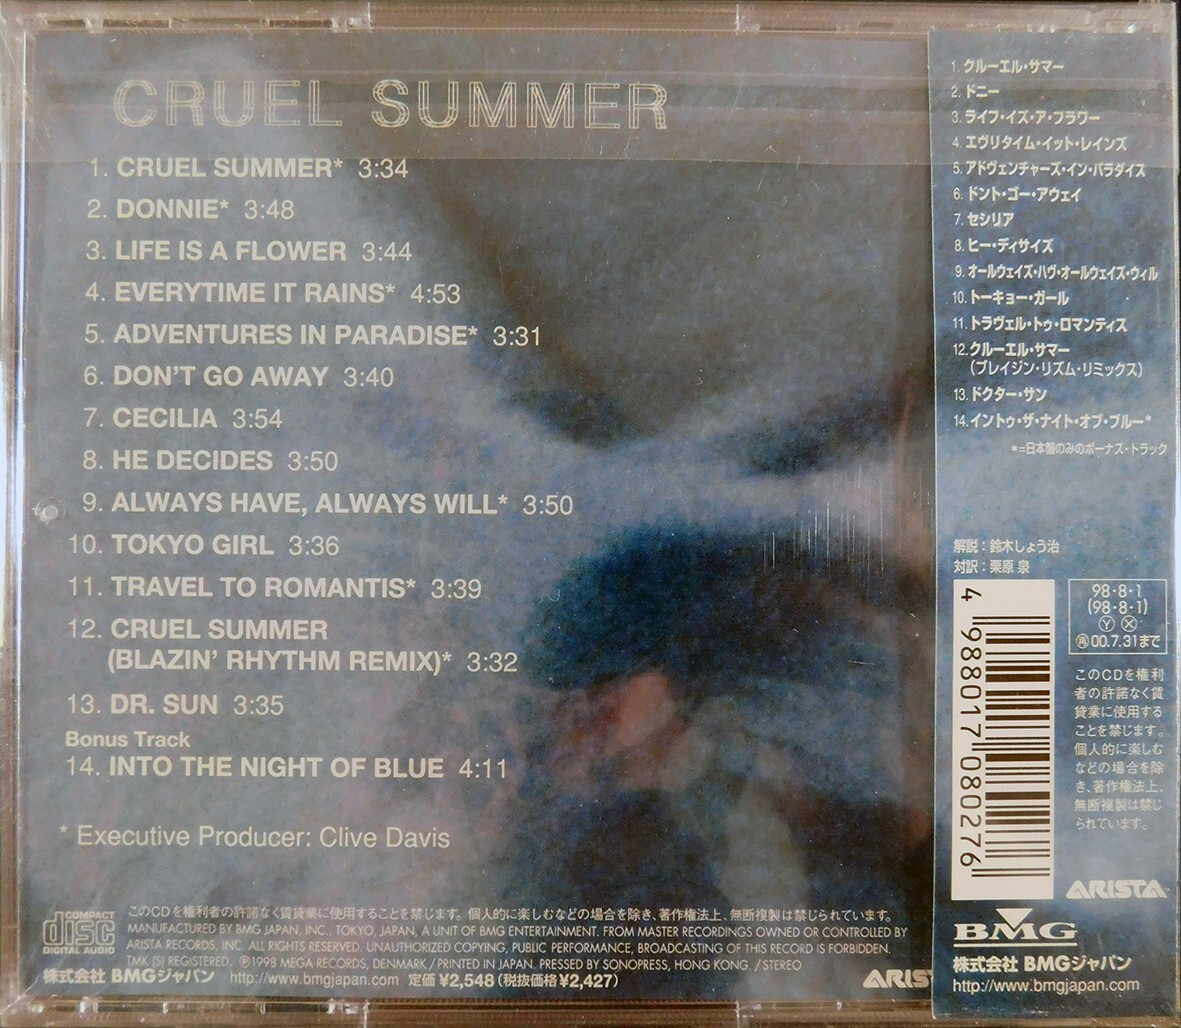 CRUEL SUMMER
1. CRUEL SUMMER* 3:34
2. DONNIE* 3:48
3. LIFE IS A FLOWER 3:44
4. EVERYTIME IT RAINS* 4:53
5. ADVENTURES IN PARADISE* 3:31
6. DON'T GO AWAY 3:40
7. CECILIA 3:54
8. HE DECIDES 3:50
9. ALWAYS HAVE, ALWAYS WILL* 3:50
10. TOKYO GIRL 3:36
11. TRAVEL TO ROMANTIS* 3:39
12. CRUEL SUMMER
(BLAZIN' RHYTHM REMIX)* 3:32
13. DR. SUN 3:35
Bonus Track
14. INTO THE NIGHT OF BLUE 4:11
* Executive Producer: Clive Davis
COMPACT
disc
DIGITAL AUDIO
このCDを権利者の許諾なく賃貸業に使用することを禁じます。個人的に楽しむなどの場合を除き、著作権法上、無断複製は禁じられています。
MANUFACTURED BY BMG JAPAN, INC., TOKYO, JAPAN, A UNIT OF BMG ENTERTAINMENT. FROM MASTER RECORDINGS OWNED OR CONTROLLED BY
ARISTA RECORDS, INC. ALL RIGHTS RESERVED. UNAUTHORIZED COPYING, PUBLIC PERFORMANCE, BROADCASTING OF THIS RECORD IS FORBIDDEN.
TMK (S) REGISTERED. ℗1998 MEGA RECORDS, DENMARK / PRINTED IN JAPAN. PRESSED BY SONOPRESS, HONG KONG. / STEREO
株式会社 BMGジャパン http://www.bmgjapan.com 定価 ¥2,548 (税抜価格¥2,427)
ARIST
1. クルーエル・サマー
2. ドニー
3. ライフ・イズ・ア・フラワー
4. エヴリタイム・イット・レインズ
5. アドヴェンチャーズ・イン・パラダイス
6. ドント・ゴー・アウェイ
7. セシリア
8. ヒー・ディサイズ
9. オールウェイズ・ハヴ・オールウェイズ・ウィル
10. トーキョー・ガール
11. トラヴェル・トゥ・ロマンティス
12. クルーエル・サマー
(ブレイジン・リズム・リミックス)
13. ドクター・サン
14. イントゥ・ザ・ナイト・オブ・ブルー*
*=日本盤のみのボーナス・トラック
解説：鈴木しょう治
対訳：栗原 泉
4 988017 080276
98・8・1
(98・8・1)
Ⓨ Ⓧ
再00.7.31まで
このCDを権利
者の許諾なく賃
貸業に使用する
ことを禁じます。
個人的に楽しむ
などの場合を除
き、著作権法上、
無断複製は禁じ
られています。
ARISTA
BMG
株式会社 BMGジャパン
http://www.bmgjapan.com